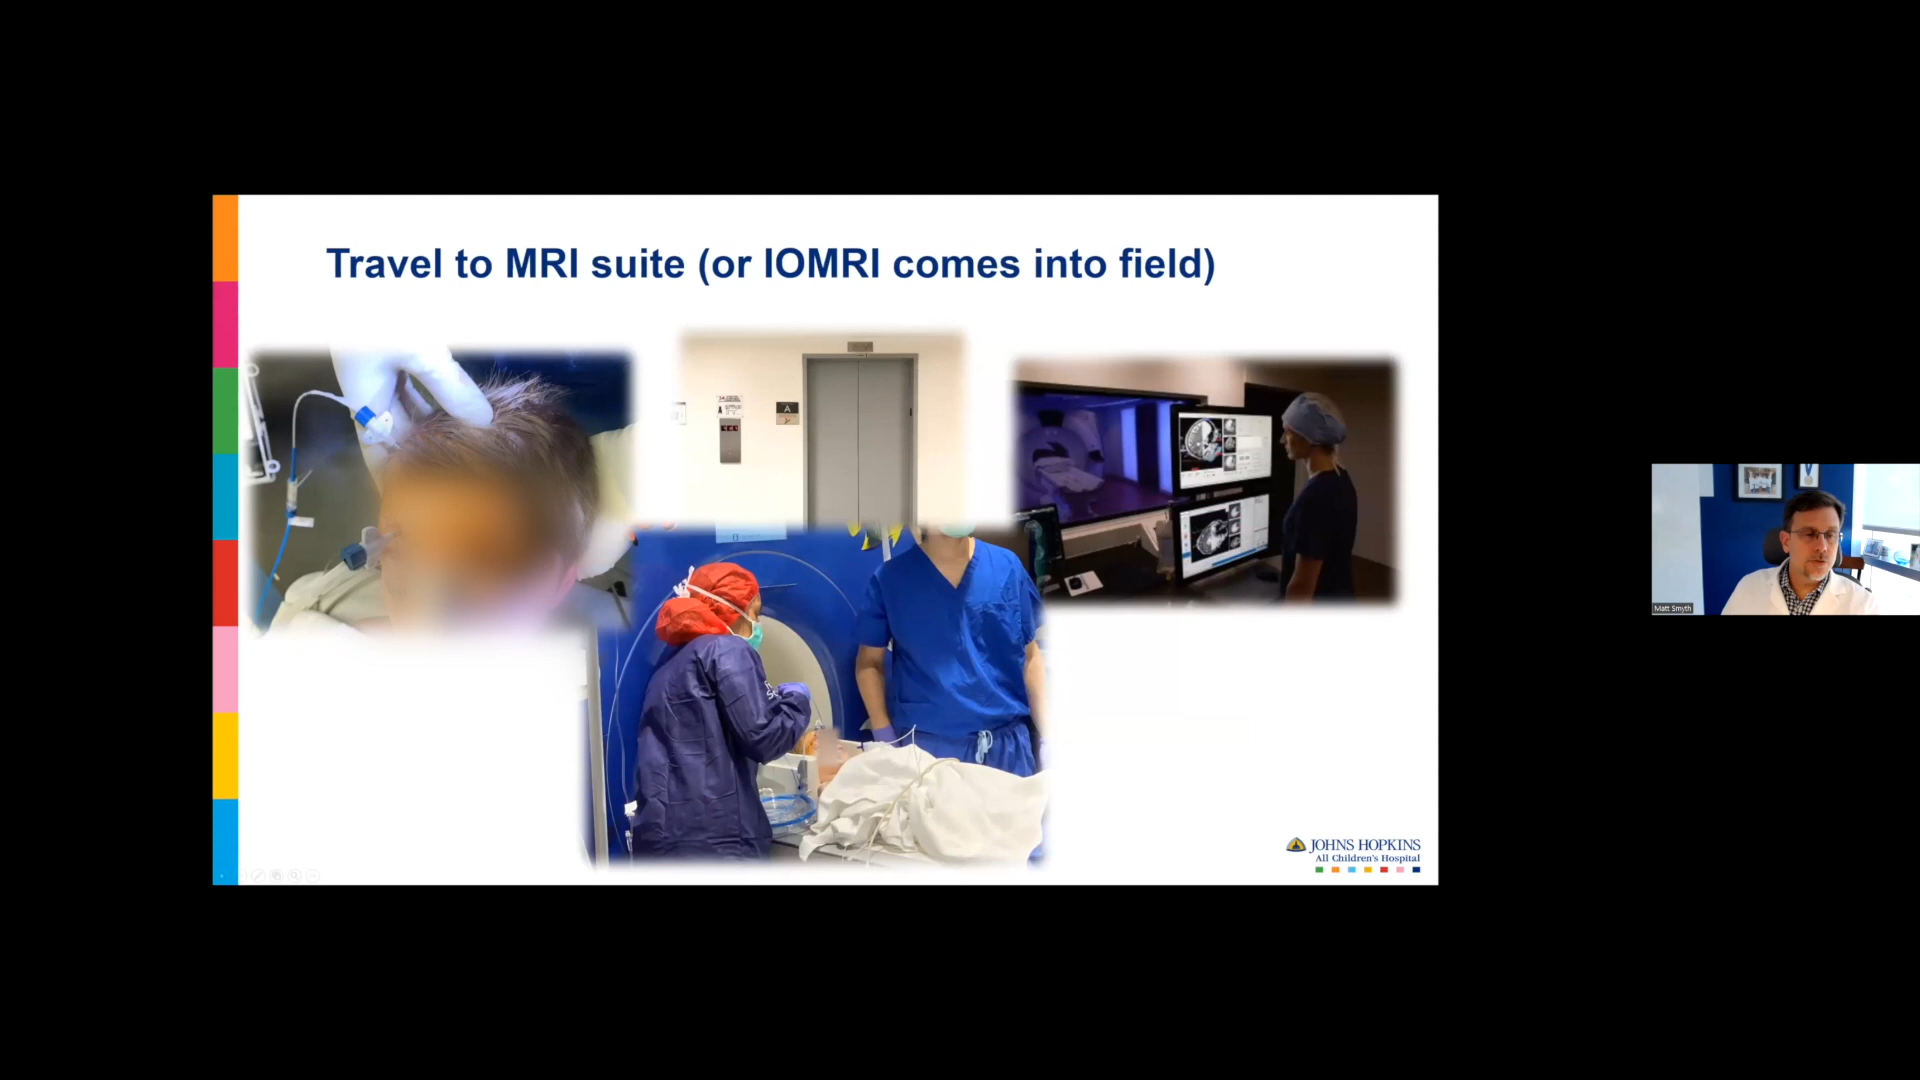 Travel to MRI suite (or IOMRI comes into field)
A
Matt Smyth
JOHNS HOPKINS
All Children's Hospital